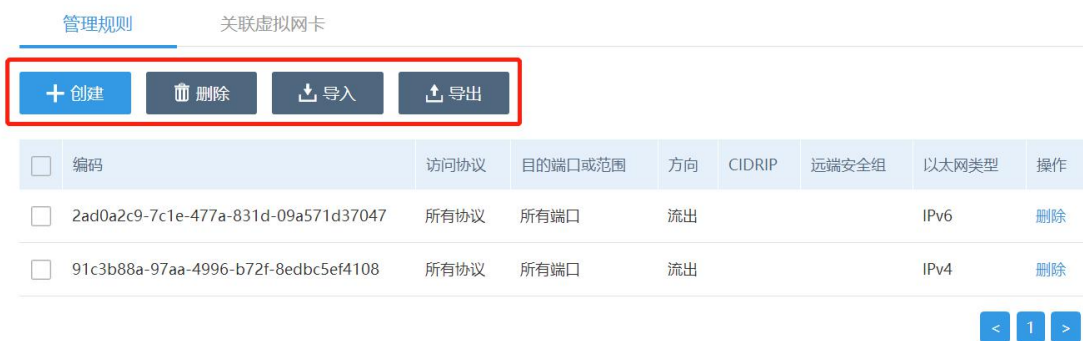 管理规则 关联虚拟网卡
创建 删除 导入 导出
编码 访问协议 目的端口或范围 方向 CIDRIP 远端安全组 以太网类型 操作
2ad0a2c9-7c1e-477a-831d-09a571d37047 所有协议 所有端口 流出 IPv6 删除
91c3b88a-97aa-4996-b72f-8edbc5ef4108 所有协议 所有端口 流出 IPv4 删除
< 1 >